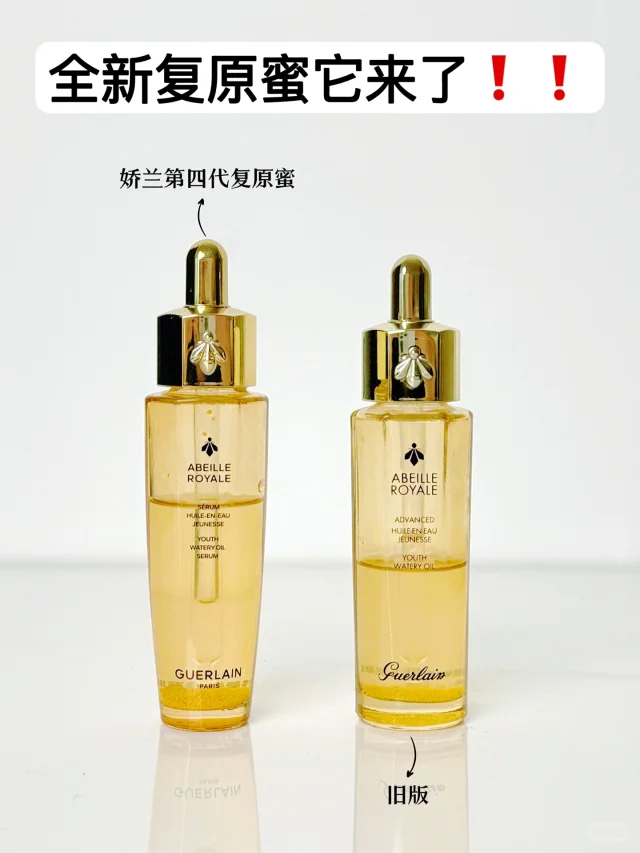 全新复原蜜它来了❗❗
娇兰第四代复原蜜
ABEILLE
ROYALE
SÉRUM
HUILE-EN-EAU
JEUNESSE
YOUTH
WATERY OIL
SERUM
GUERLAIN
PARIS
ABEILLE
ROYALE
ADVANCED
HUILE-EN-EAU
JEUNESSE
YOUTH
WATERY OIL
Guerlain
旧版